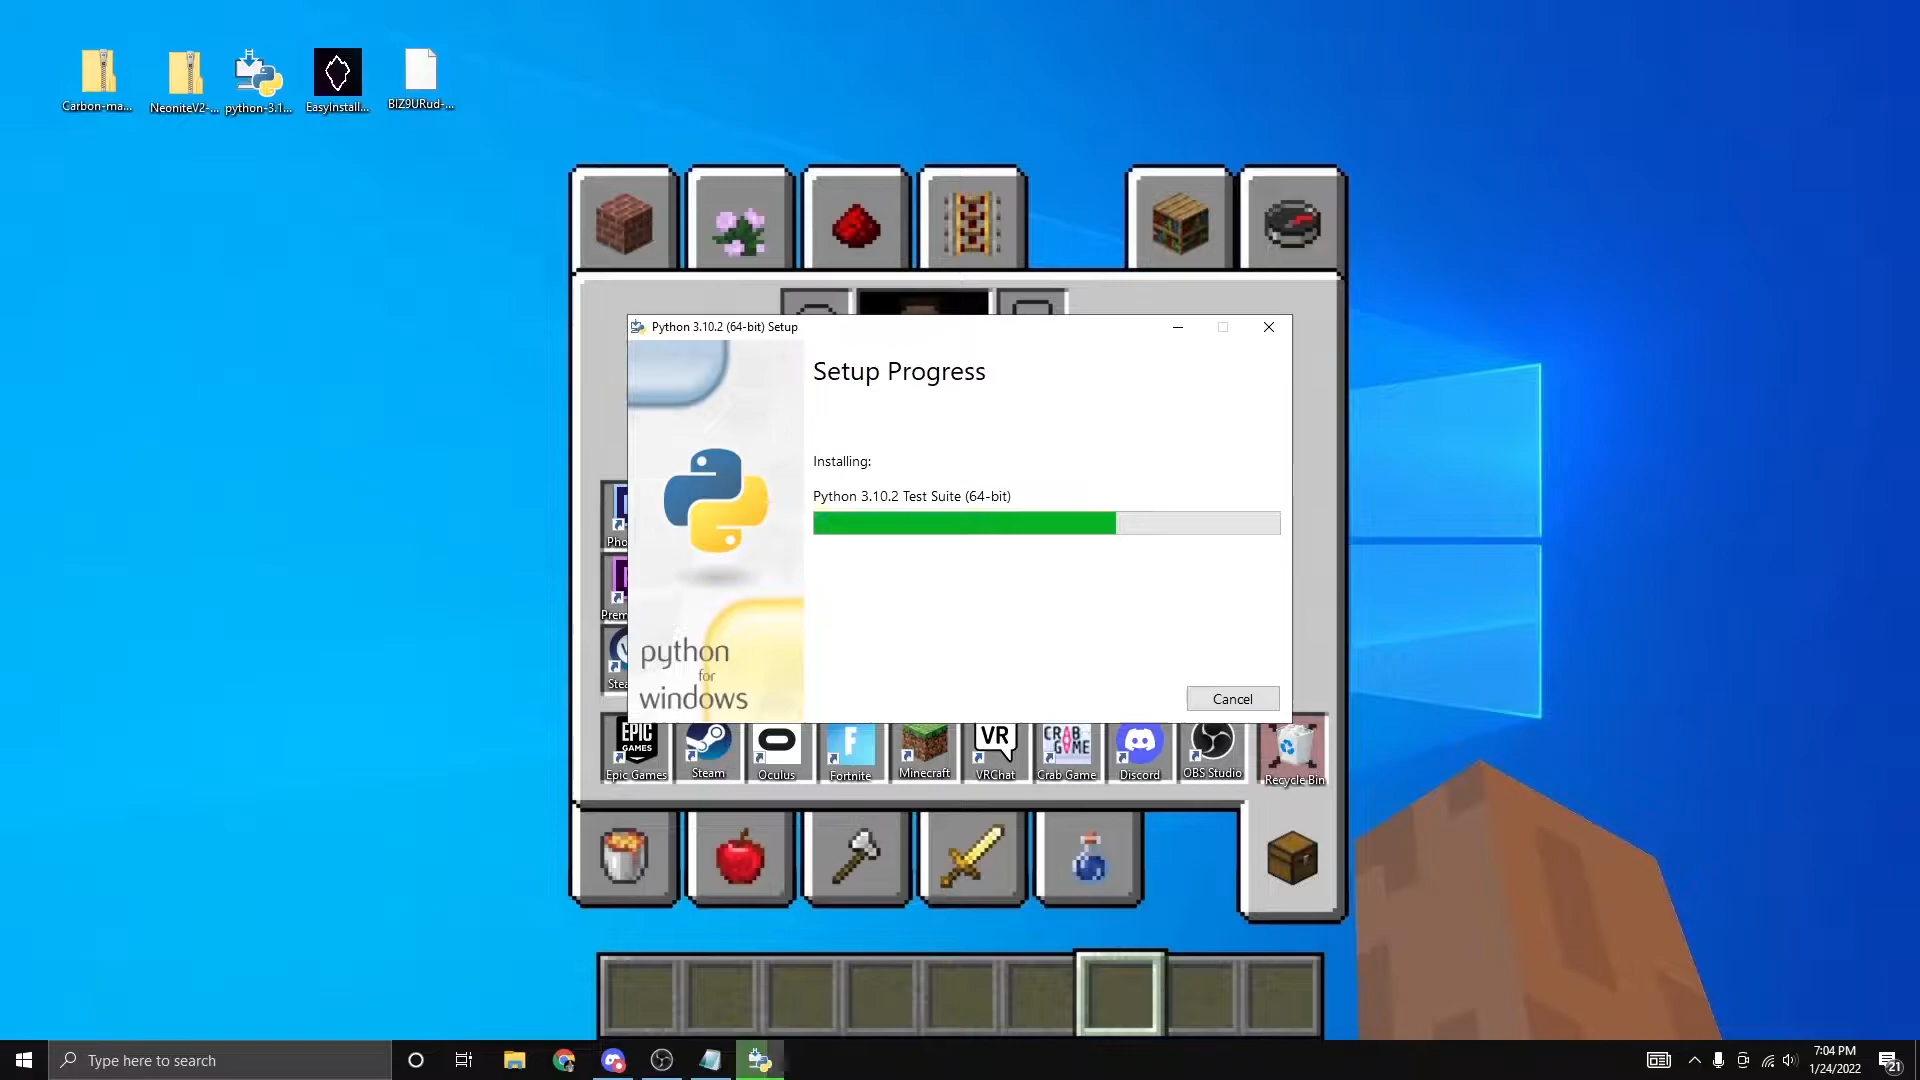 Carbon-ma...
NeoniteV2-...
python-3.1...
EasyInstall...
BIZ9URud-...
Python 3.10.2 (64-bit) Setup
Setup Progress
Installing:
Python 3.10.2 Test Suite (64-bit)
python
for
windows
Cancel
Pho
Prem
Stea
EPIC
GAMES
VR
CRAB
GAME
Epic Games
Steam
Oculus
Fortnite
Minecraft
VRChat
Crab Game
Discord
OBS Studio
Recycle Bin
Type here to search
7:04 PM
1/24/2022
21